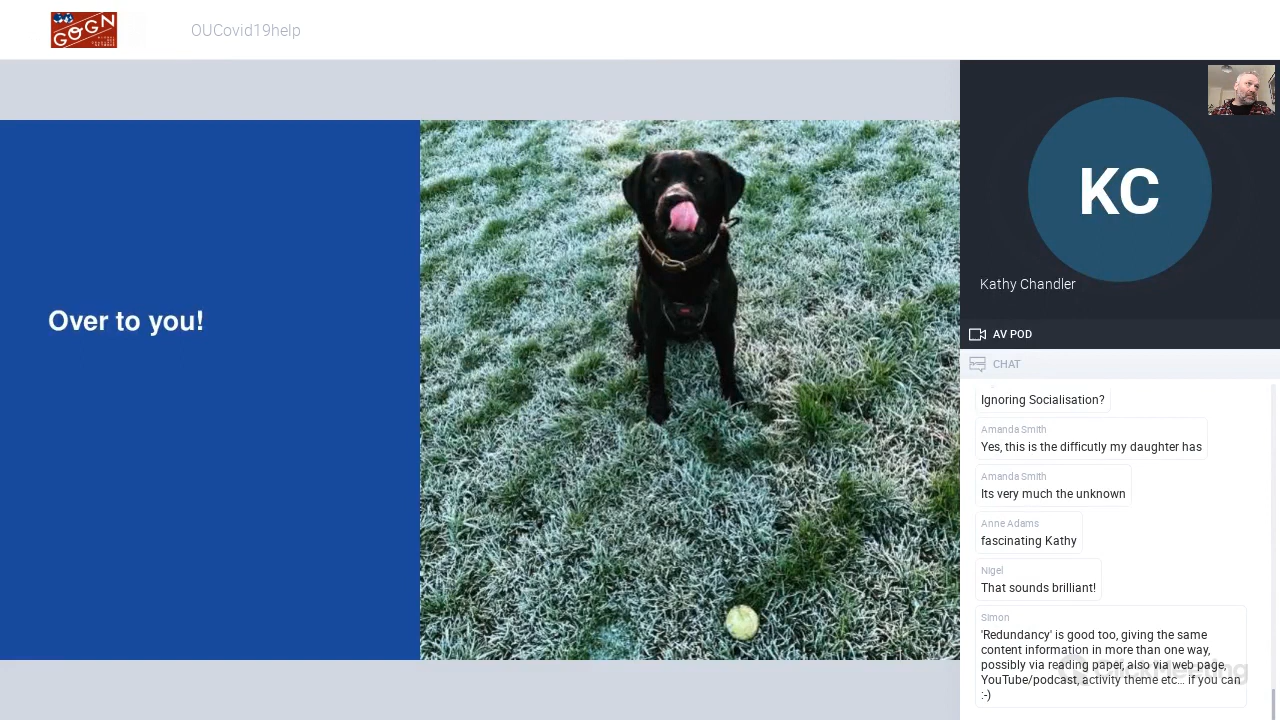 GOGN
OUCovid19help
Over to you!
KC
Kathy Chandler
AV POD
CHAT
Ignoring Socialisation?
Amanda Smith
Yes, this is the difficutly my daughter has
Amanda Smith
Its very much the unknown
Anne Adams
fascinating Kathy
Nigel
That sounds brilliant!
Simon
'Redundancy' is good too, giving the same
content information in more than one way,
possibly via reading paper, also via web page,
YouTube/podcast, activity theme etc... if you can
:-)